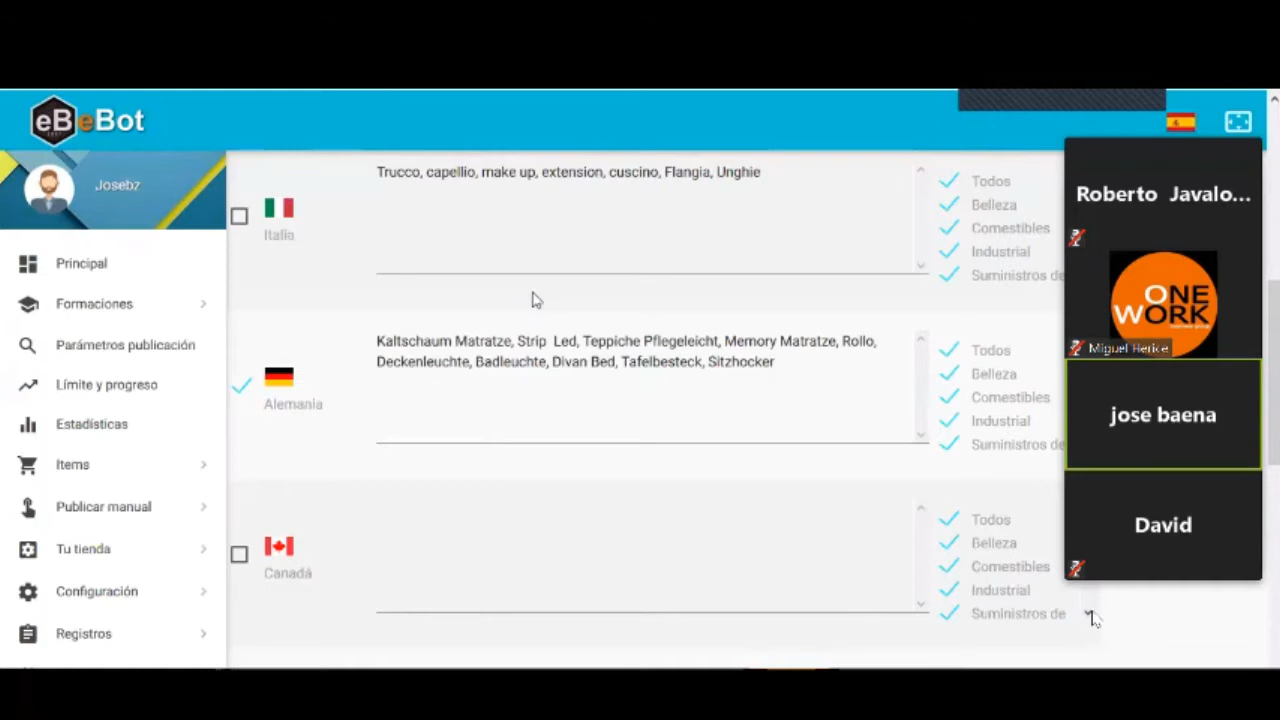 eB eBot
Josebz
Principal
Formaciones
Parámetros publicación
Límite y progreso
Estadísticas
Items
Publicar manual
Tu tienda
Configuración
Registros
Italia
Trucco, capellio, make up, extension, cuscino, Flangia, Unghie
Todos
Belleza
Comestibles
Industrial
Suministros de
Alemania
Kaltschaum Matratze, Strip Led, Teppiche Pflegeleicht, Memory Matratze, Rollo,
Deckenleuchte, Badleuchte, Divan Bed, Tafelbesteck, Sitzhocker
Todos
Belleza
Comestibles
Industrial
Suministros de
Canadá
Todos
Belleza
Comestibles
Industrial
Suministros de
Roberto Javalo...
ONE
WORK
Miguel Herice
jose baena
David